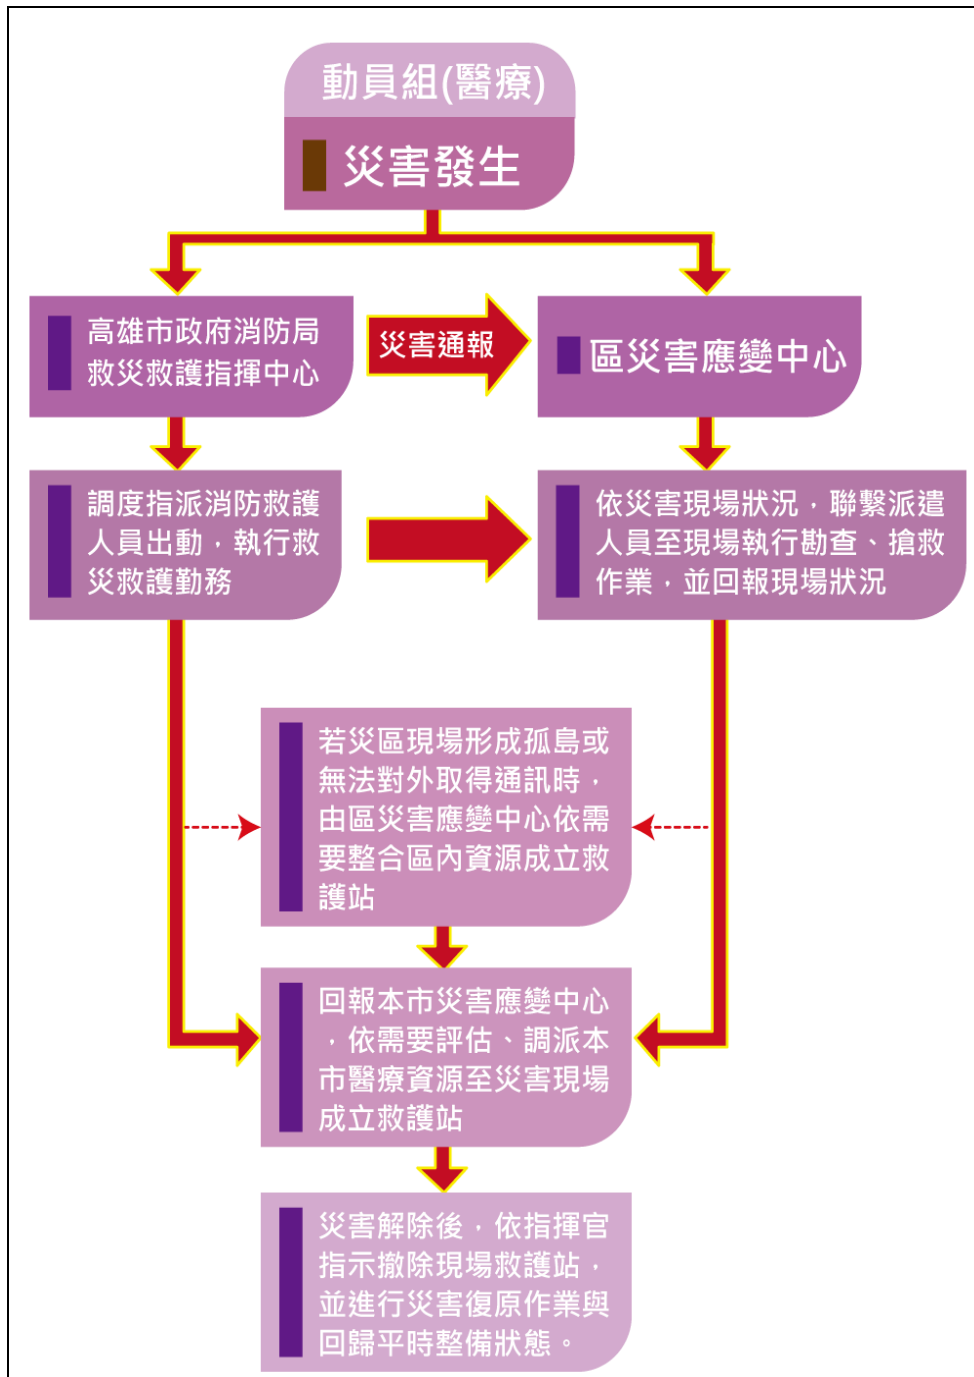 動員組(醫療)
災害發生
高雄市政府消防局
救災救護指揮中心
災害通報
區災害應變中心
調度指派消防救護
人員出動，執行救
災救護勤務
依災害現場狀況，聯繫派遣
人員至現場執行勘查、搶救
作業，並回報現場狀況
若災區現場形成孤島或
無法對外取得通訊時，
由區災害應變中心依需
要整合區內資源成立救
護站
回報本市災害應變中心
，依需要評估、調派本
市醫療資源至災害現場
成立救護站
災害解除後，依指揮官
指示撤除現場救護站，
並進行災害復原作業與
回歸平時整備狀態。